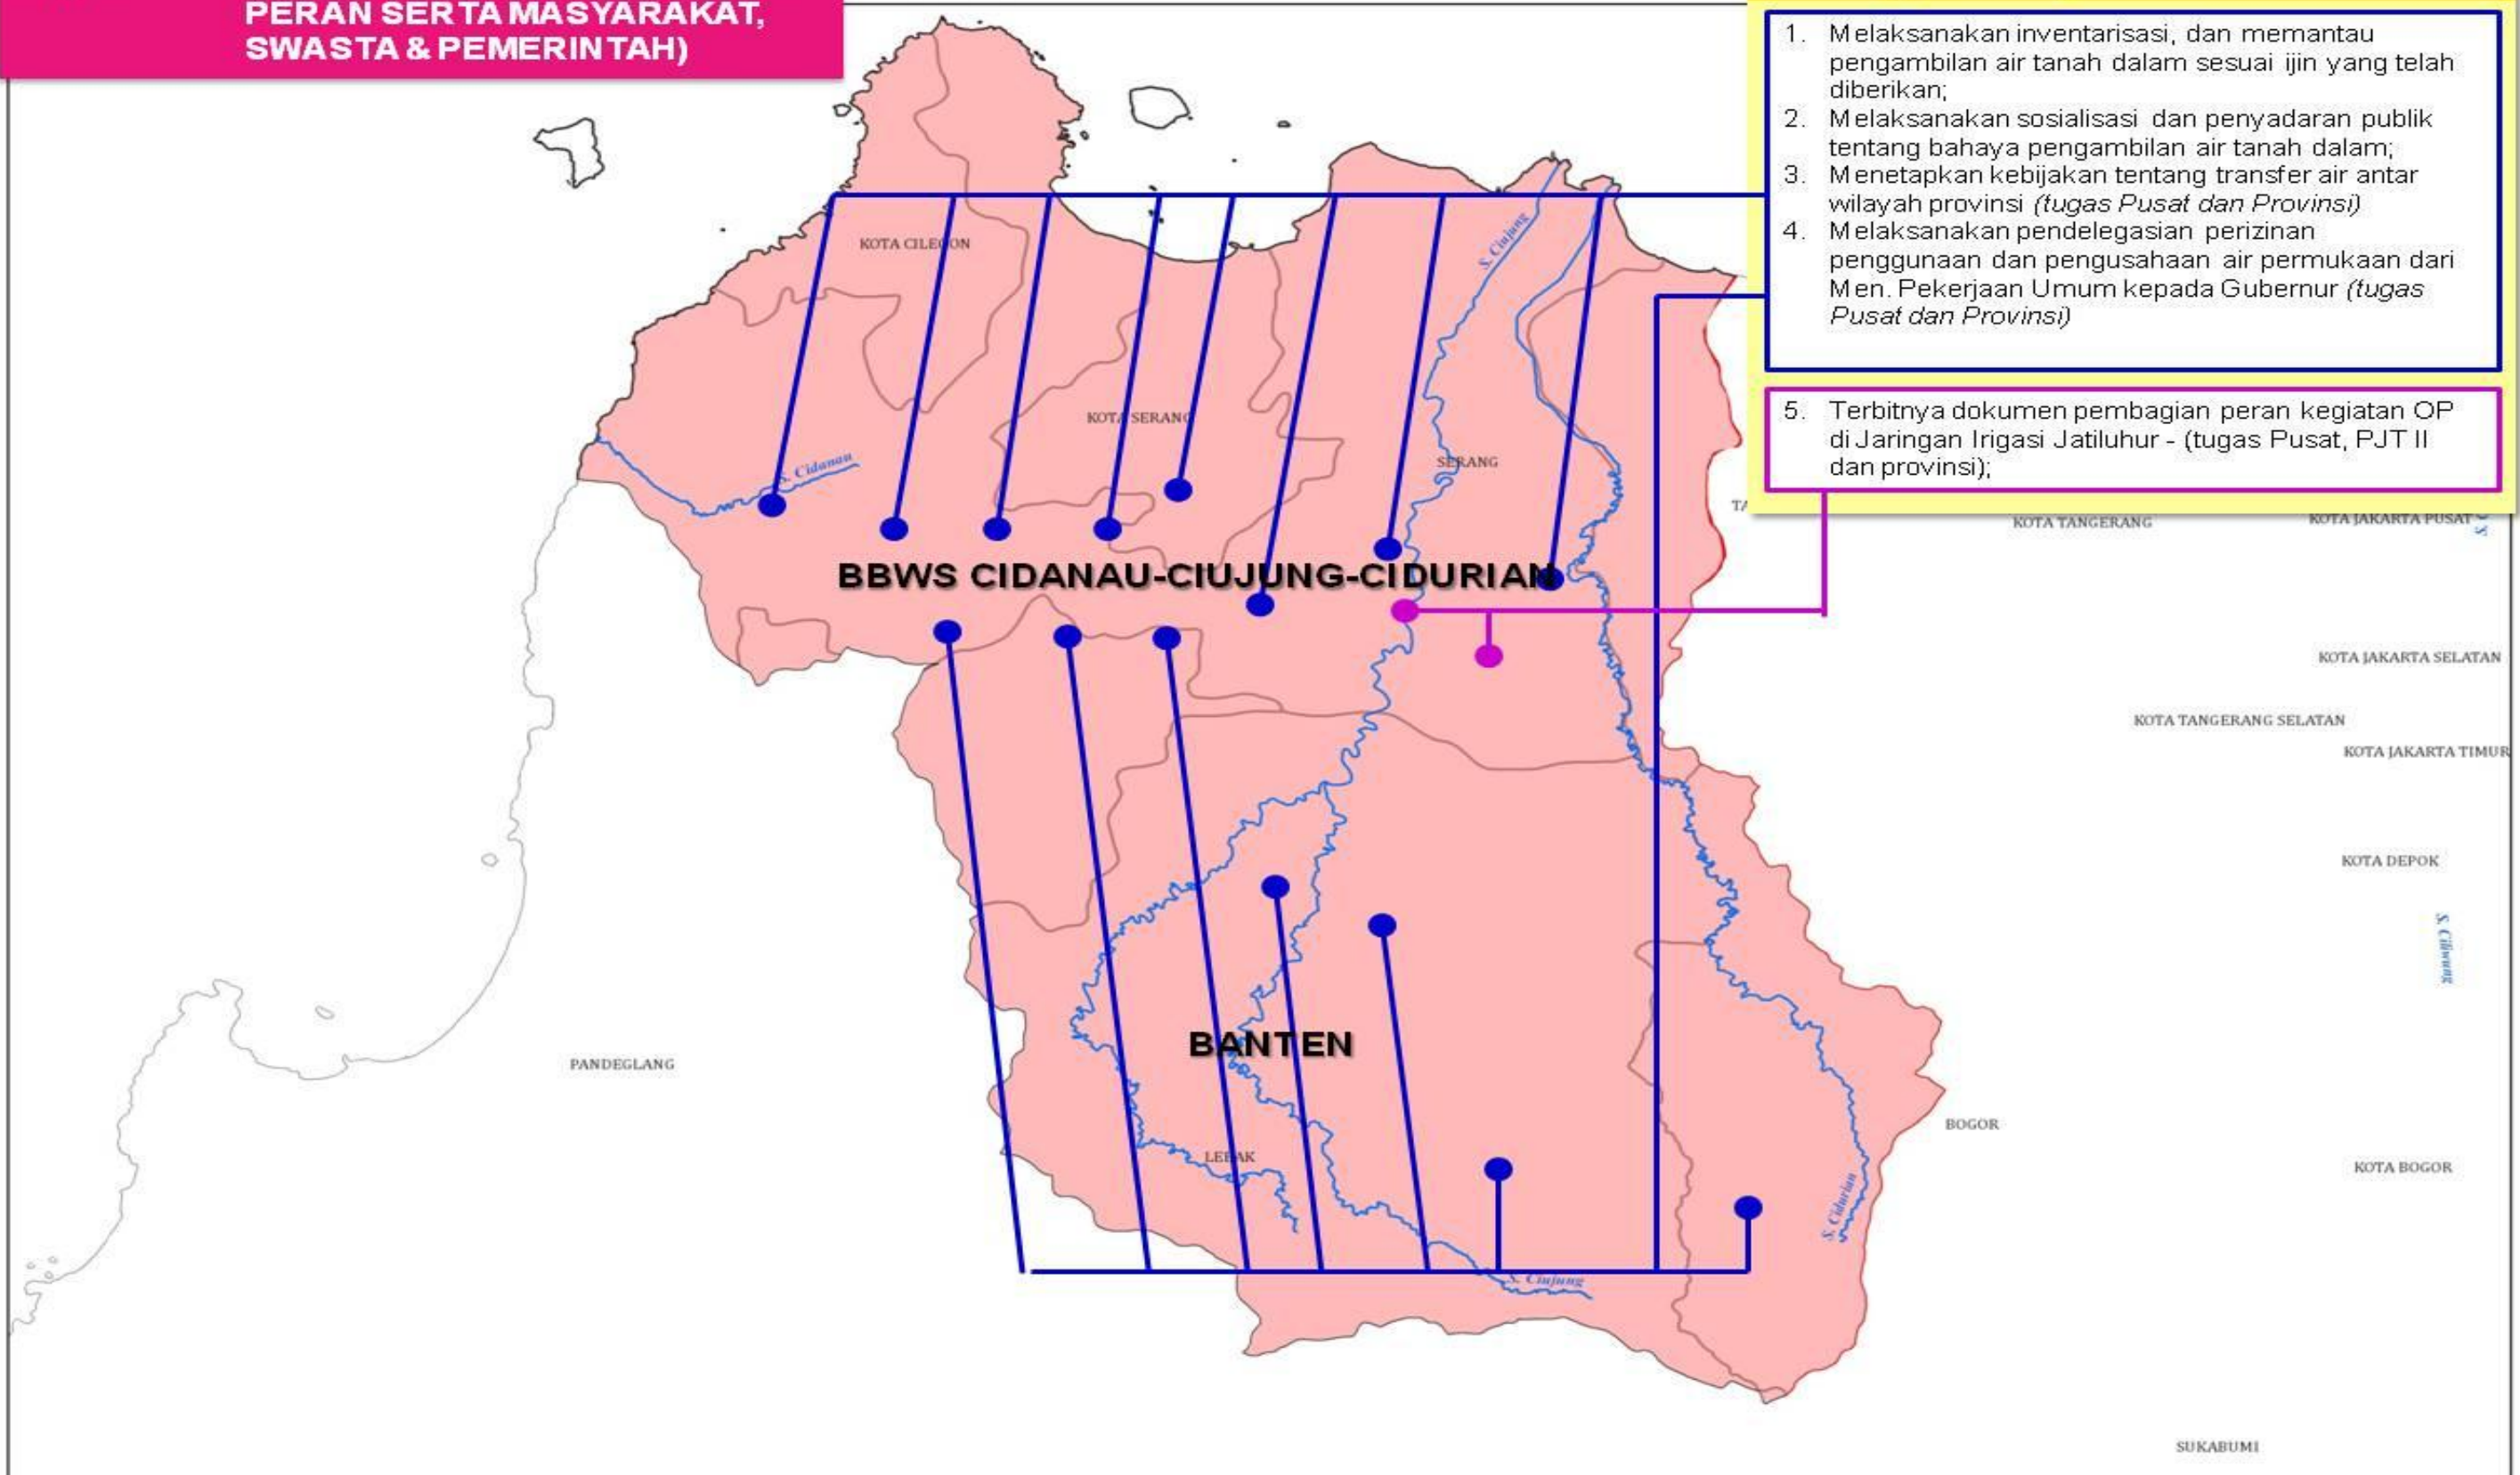 PERAN SERTA MASYARAKAT,
SWASTA & PEMERINTAH)
1. Melaksanakan inventarisasi, dan memantau
pengambilan air tanah dalam sesuai ijin yang telah
diberikan;
2. Melaksanakan sosialisasi dan penyadaran publik
tentang bahaya pengambilan air tanah dalam;
3. Menetapkan kebijakan tentang transfer air antar
wilayah provinsi (tugas Pusat dan Provinsi)
4. Melaksanakan pendelegasian perizinan
penggunaan dan pengusahaan air permukaan dari
Men. Pekerjaan Umum kepada Gubernur (tugas
Pusat dan Provinsi)
5. Terbitnya dokumen pembagian peran kegiatan OP
di Jaringan Irigasi Jatiluhur - (tugas Pusat, PJT II
dan provinsi);
S. Ciujung
KOTA CILEGON
KOTA SERANG
S. Cidanau
SERANG
TA
KOTA TANGERANG
KOTA JAKARTA PUSAT
BBWS CIDANAU-CIUJUNG-CIDURIAN
KOTA JAKARTA SELATAN
KOTA TANGERANG SELATAN
KOTA JAKARTA TIMUR
KOTA DEPOK
S. Ciliwung
BANTEN
PANDEGLANG
BOGOR
LEBAK
KOTA BOGOR
S. Cidurian
S. Ciujung
SUKABUMI